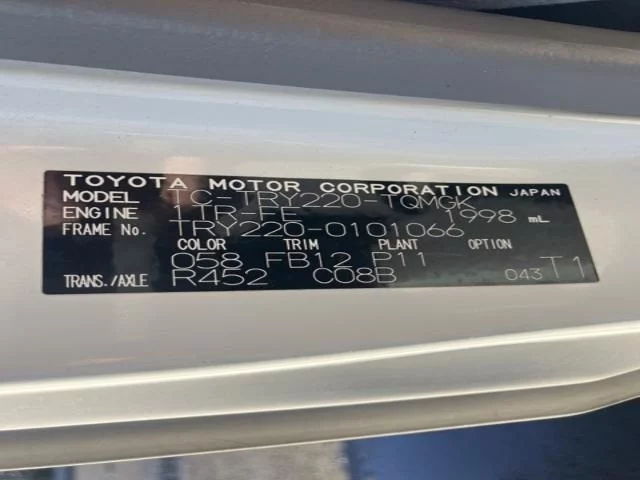 TOYOTA MOTOR CORPORATION JAPAN
MODEL TC-TRY220-TQMGK
ENGINE 1TR-FE 1998 mL
FRAME No. TRY220-0101066
COLOR TRIM PLANT OPTION
058 FB12 P11
TRANS./AXLE R452 C08B 043 T1